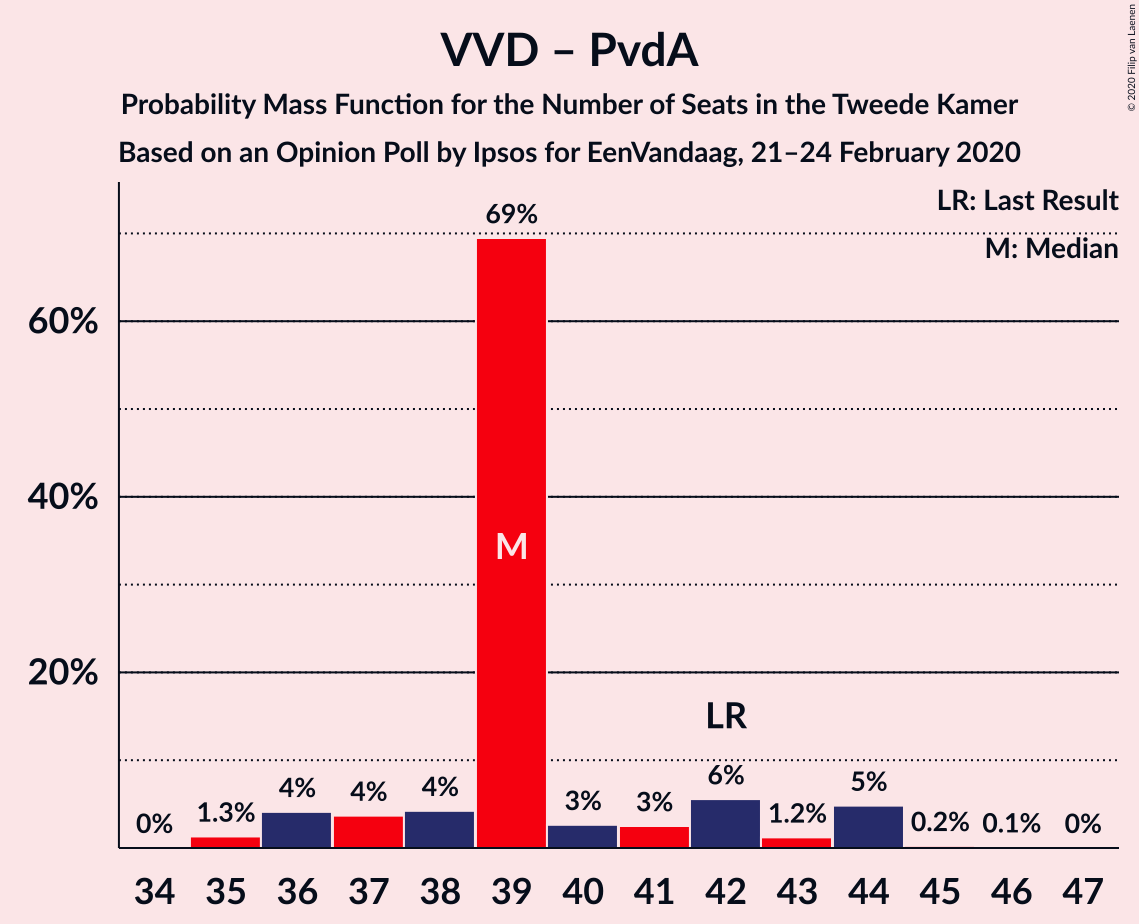 VVD – PvdA
Probability Mass Function for the Number of Seats in the Tweede Kamer
Based on an Opinion Poll by Ipsos for EenVandaag, 21–24 February 2020
© 2020 Filip van Laenen
LR: Last Result
M: Median
60%
40%
20%
0%
1.3%
4%
4%
4%
69%
3%
3%
6%
1.2%
5%
0.2%
0.1%
0%
M
LR
34 35 36 37 38 39 40 41 42 43 44 45 46 47